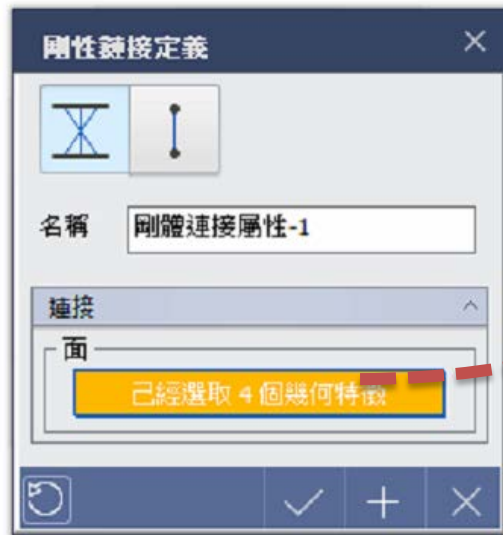 剛性鏈接定義
名稱 剛體連接屬性-1
連接
面
己經選取 4 個幾何特徵